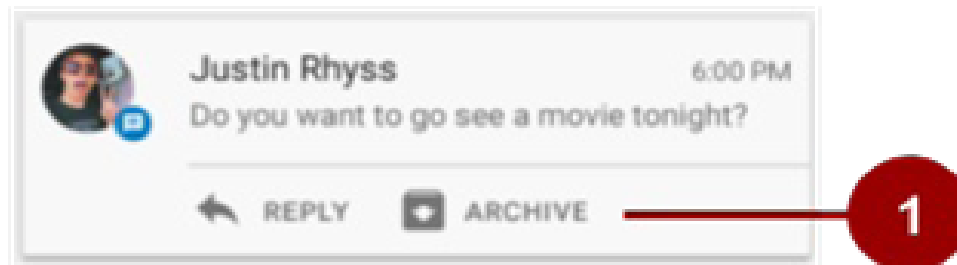 Justin Rhyss 6:00 PM
Do you want to go see a movie tonight?
REPLY ARCHIVE 1